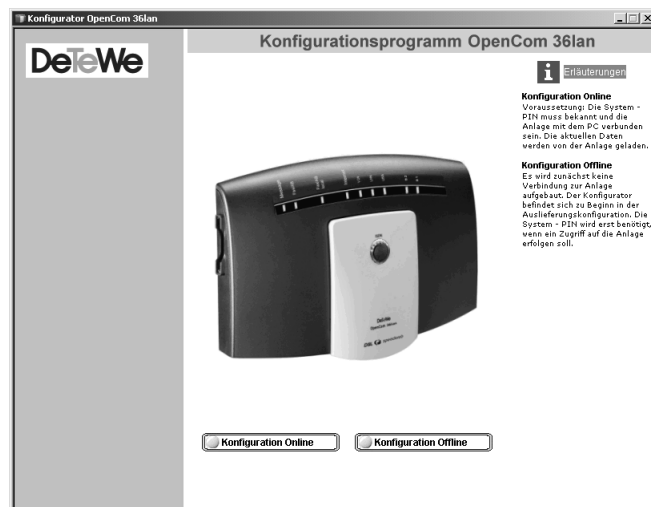 Konfigurator OpenCom 36lan
DeTeWe
Konfigurationsprogramm OpenCom 36lan
i Erläuterungen
Konfiguration Online
Voraussetzung: Die System -
PIN muss bekannt und die
Anlage mit dem PC verbunden
sein. Die aktuellen Daten
werden von der Anlage geladen.
Konfiguration Offline
Es wird zunächst keine
Verbindung zur Anlage
aufgebaut. Der Konfigurator
befindet sich zu Beginn in der
Auslieferungskonfiguration. Die
System - PIN wird erst benötigt,
wenn ein Zugriff auf die Anlage
erfolgen soll.
DeTeWe
Konfiguration Online
Konfiguration Offline